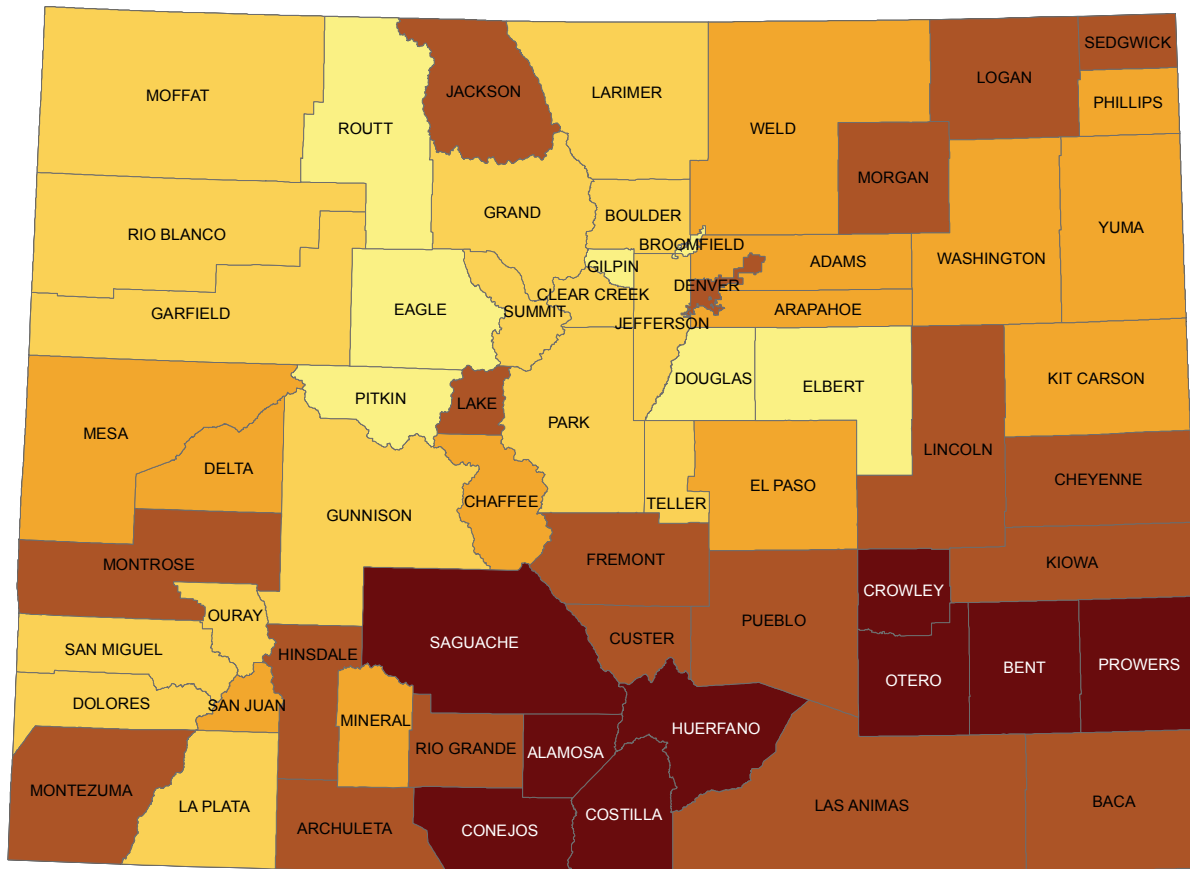 SEDGWICK
LOGAN
JACKSON
LARIMER
MOFFAT
PHILLIPS
ROUTT
WELD
MORGAN
GRAND
BOULDER
YUMA
RIO BLANCO
BROOMFIELD
WASHINGTON
ADAMS
GILPIN
DENVER
CLEAR CREEK
EAGLE
SUMMIT
GARFIELD
ARAPAHOE
JEFFERSON
DOUGLAS
ELBERT
KIT CARSON
PITKIN
LAKE
PARK
MESA
LINCOLN
DELTA
CHEYENNE
EL PASO
CHAFFEE
TELLER
GUNNISON
FREMONT
KIOWA
MONTROSE
CROWLEY
OURAY
PUEBLO
CUSTER
SAGUACHE
SAN MIGUEL
HINSDALE
PROWERS
BENT
OTERO
DOLORES
SAN JUAN
MINERAL
HUERFANO
RIO GRANDE
ALAMOSA
MONTEZUMA
LA PLATA
BACA
LAS ANIMAS
COSTILLA
ARCHULETA
CONEJOS